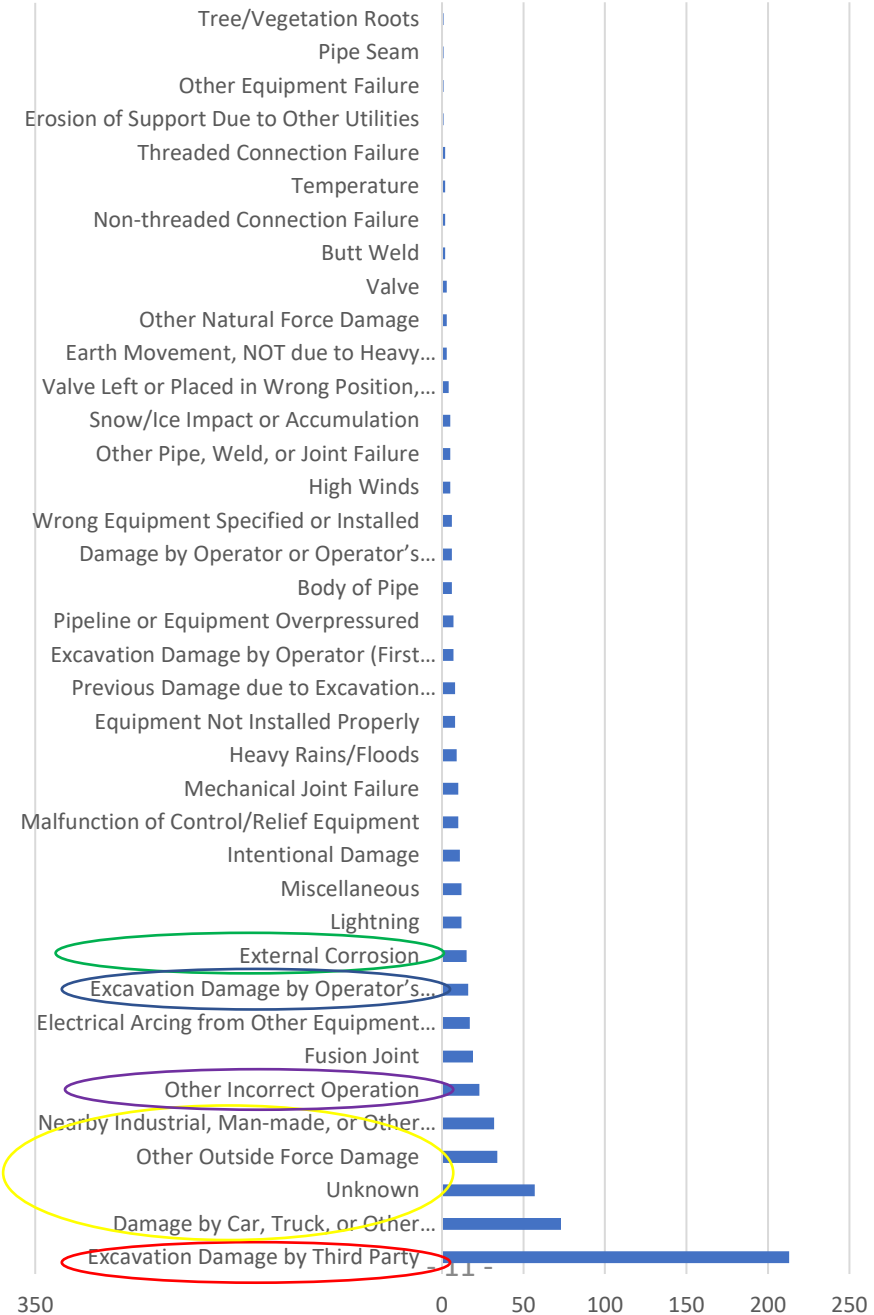 Tree/Vegetation Roots
Pipe Seam
Other Equipment Failure
Erosion of Support Due to Other Utilities
Threaded Connection Failure
Temperature
Non-threaded Connection Failure
Butt Weld
Valve
Other Natural Force Damage
Earth Movement, NOT due to Heavy…
Valve Left or Placed in Wrong Position,…
Snow/Ice Impact or Accumulation
Other Pipe, Weld, or Joint Failure
High Winds
Wrong Equipment Specified or Installed
Damage by Operator or Operator’s…
Body of Pipe
Pipeline or Equipment Overpressured
Excavation Damage by Operator (First…
Previous Damage due to Excavation…
Equipment Not Installed Properly
Heavy Rains/Floods
Mechanical Joint Failure
Malfunction of Control/Relief Equipment
Intentional Damage
Miscellaneous
Lightning
External Corrosion
Excavation Damage by Operator’s…
Electrical Arcing from Other Equipment…
Fusion Joint
Other Incorrect Operation
Nearby Industrial, Man-made, or Other…
Other Outside Force Damage
Unknown
Damage by Car, Truck, or Other…
Excavation Damage by Third Party
- 11 -
350 0 50 100 150 200 250